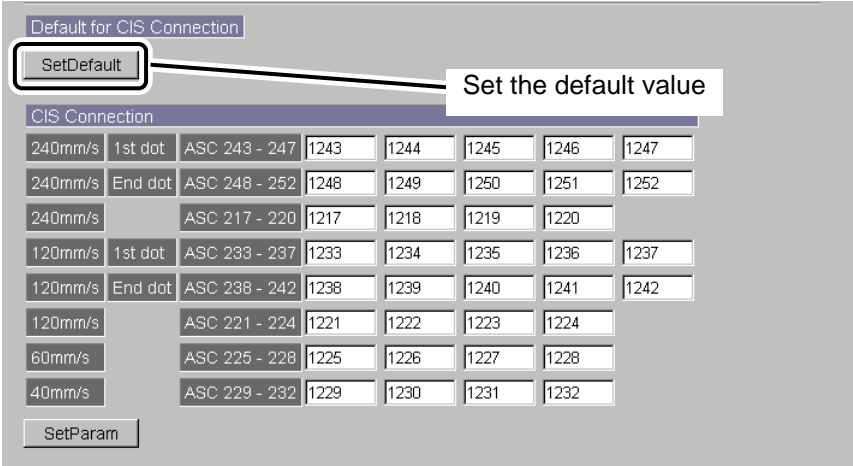 Default for CIS Connection
SetDefault
Set the default value
CIS Connection
240mm/s 1st dot ASC 243 - 247 1243 1244 1245 1246 1247
240mm/s End dot ASC 248 - 252 1248 1249 1250 1251 1252
240mm/s ASC 217 - 220 1217 1218 1219 1220
120mm/s 1st dot ASC 233 - 237 1233 1234 1235 1236 1237
120mm/s End dot ASC 238 - 242 1238 1239 1240 1241 1242
120mm/s ASC 221 - 224 1221 1222 1223 1224
60mm/s ASC 225 - 228 1225 1226 1227 1228
40mm/s ASC 229 - 232 1229 1230 1231 1232
SetParam